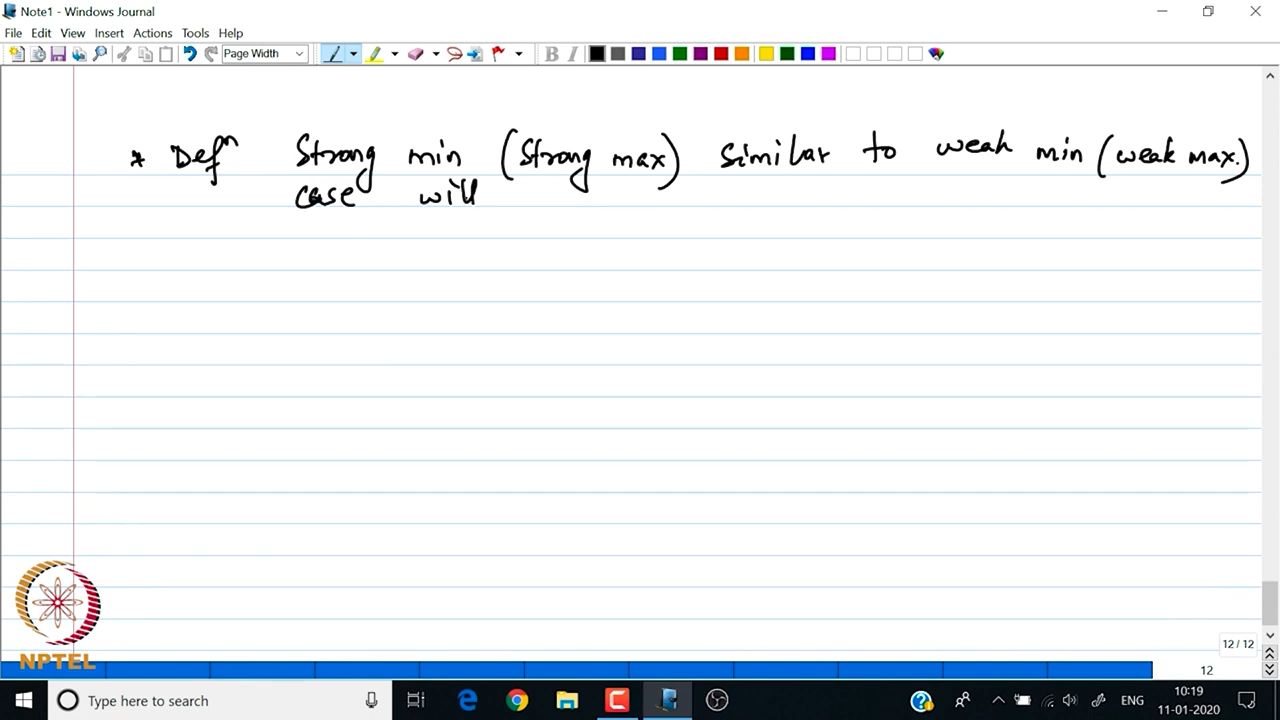 Note1 - Windows Journal
File Edit View Insert Actions Tools Help
Page Width
* Defⁿ Strong min (Strong max) similar to weak min (weak max.)
case will
NPTEL
12 / 12
12
Type here to search
ENG
10:19
11-01-2020